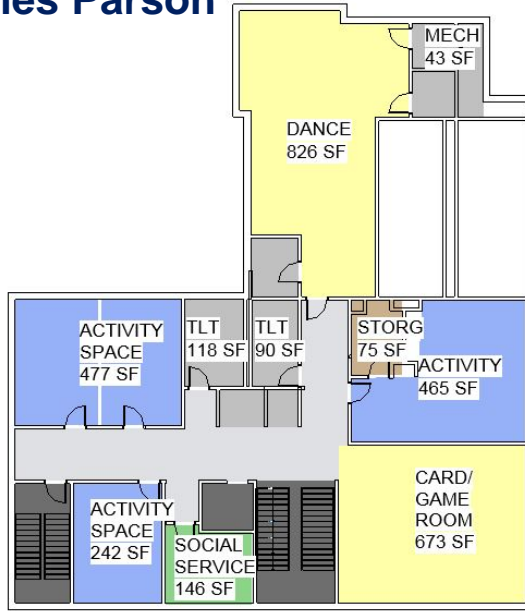 les Parson
MECH
43 SF
DANCE
826 SF
ACTIVITY
SPACE
477 SF
TLT
118 SF
TLT
90 SF
STORG
75 SF
ACTIVITY
465 SF
ACTIVITY
SPACE
242 SF
SOCIAL
SERVICE
146 SF
CARD/
GAME
ROOM
673 SF